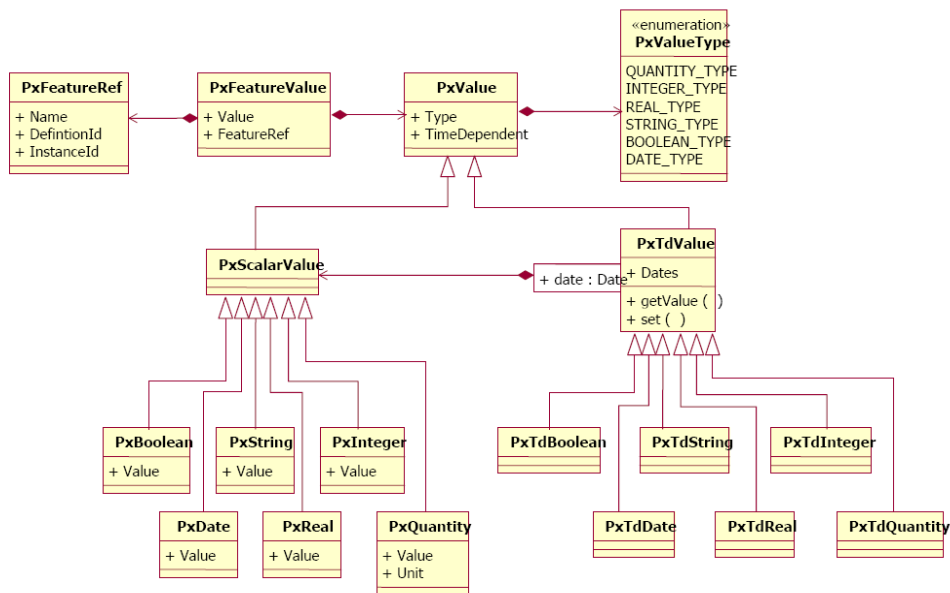 «enumeration»
PxValueType
QUANTITY_TYPE
INTEGER_TYPE
REAL_TYPE
STRING_TYPE
BOOLEAN_TYPE
DATE_TYPE
PxFeatureRef
+ Name
+ DefintionId
+ InstanceId
PxFeatureValue
+ Value
+ FeatureRef
PxValue
+ Type
+ TimeDependent
PxScalarValue
+ date : Date
PxTdValue
+ Dates
+ getValue ( )
+ set ( )
PxBoolean
+ Value
PxString
+ Value
PxInteger
+ Value
PxTdBoolean
PxTdString
PxTdInteger
PxDate
+ Value
PxReal
+ Value
PxQuantity
+ Value
+ Unit
PxTdDate
PxTdReal
PxTdQuantity